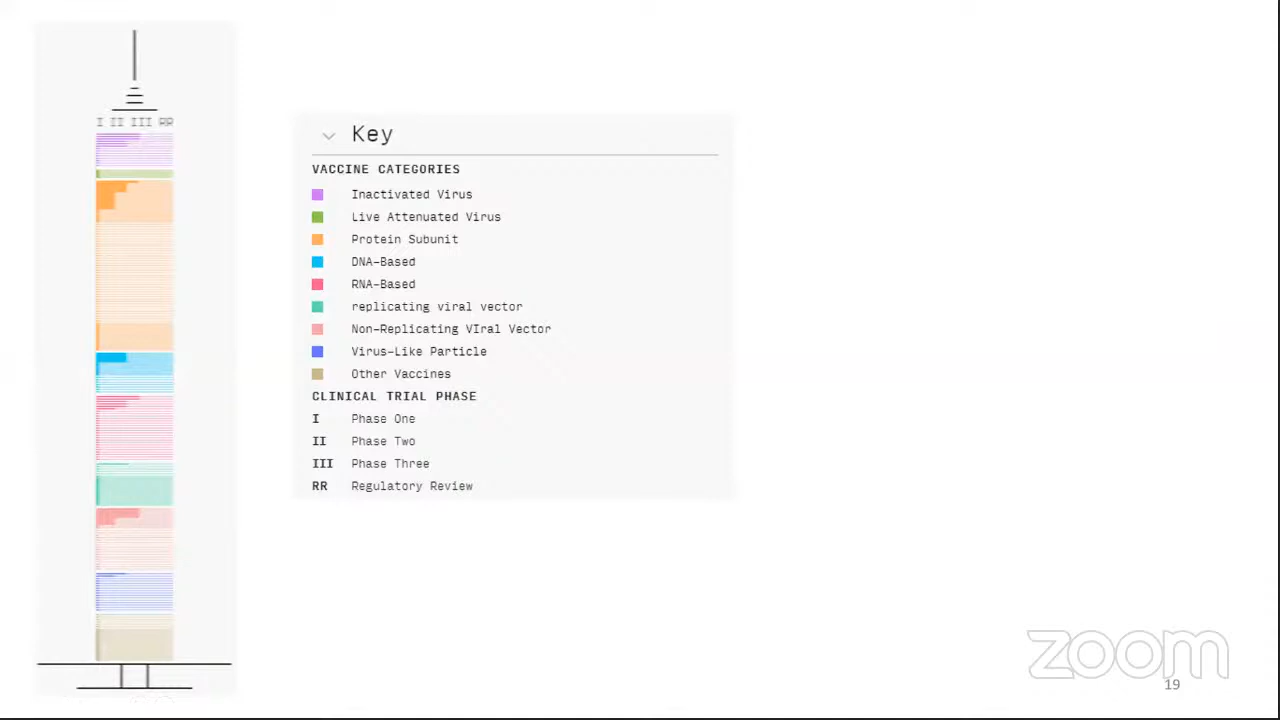 I II III RR
Key
VACCINE CATEGORIES
Inactivated Virus
Live Attenuated Virus
Protein Subunit
DNA-Based
RNA-Based
replicating viral vector
Non-Replicating VIral Vector
Virus-Like Particle
Other Vaccines
CLINICAL TRIAL PHASE
I Phase One
II Phase Two
III Phase Three
RR Regulatory Review
zoom
19